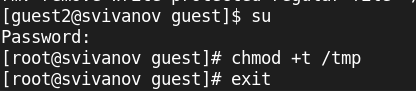 [guest2@svivanov guest]$ su
Password:
[root@svivanov guest]# chmod +t /tmp
[root@svivanov guest]# exit